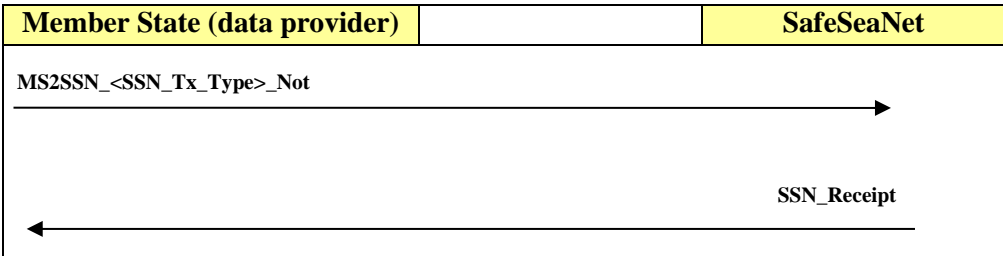 Member State (data provider)
SafeSeaNet
MS2SSN_<SSN_Tx_Type>_Not
SSN_Receipt